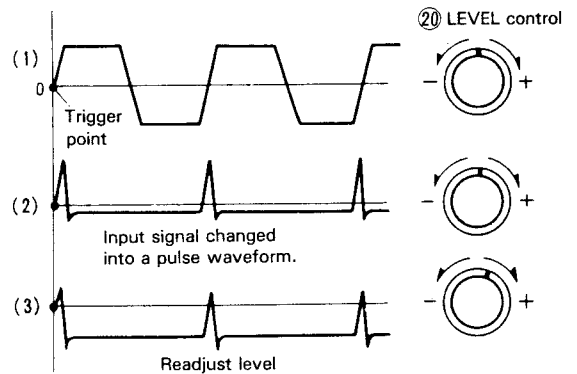 ⑳ LEVEL control
(1)
0
Trigger
point
- +
(2)
Input signal changed
into a pulse waveform.
- +
(3)
Readjust level
- +